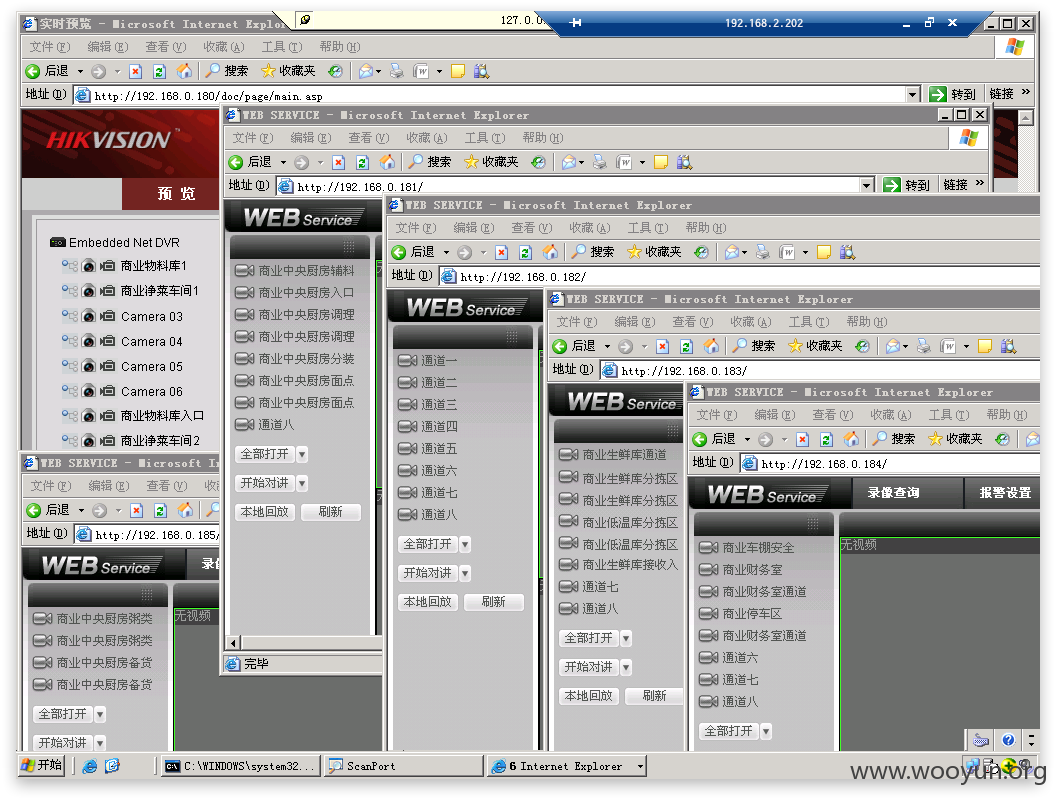 实时预览 - Microsoft Internet Explo
127.0.0
192.168.2.202
文件(F) 编辑(E) 查看(V) 收藏(A) 工具(T) 帮助(H)
后退 搜索 收藏夹
地址(D) http://192.168.0.180/doc/page/main.asp 转到 链接 »
HIKVISION
预 览
Embedded Net DVR
商业物料库1
商业净菜车间1
Camera 03
Camera 04
Camera 05
Camera 06
商业物料库入口
商业净菜车间2
WEB SERVICE - Microsoft Internet Explorer
文件(F) 编辑(E) 查看(V) 收藏(A) 工具(T) 帮助(H)
后退 搜索 收藏夹
地址(D) http://192.168.0.181/ 转到 链接 »
WEB Service
商业中央厨房辅料
商业中央厨房入口
商业中央厨房调理
商业中央厨房调理
商业中央厨房分装
商业中央厨房面点
商业中央厨房面点
通道八
全部打开
开始对讲
本地回放 刷新
完毕
WEB SERVICE - Microsoft Internet Explorer
文件(F) 编辑(E) 查看(V) 收藏(A) 工具(T) 帮助(H)
后退 搜索 收藏夹
地址(D) http://192.168.0.182/
WEB Service
通道一
通道二
通道三
通道四
通道五
通道六
通道七
通道八
全部打开
开始对讲
本地回放 刷新
WEB SERVICE - Microsoft Internet Explorer
文件(F) 编辑(E) 查看(V) 收藏(A) 工具(T) 帮助(H)
后退 搜索 收藏夹
地址(D) http://192.168.0.183/
WEB Service
商业生鲜库通道
商业生鲜库分拣区
商业生鲜库分拣区
商业低温库分拣区
商业低温库分拣区
商业生鲜库接收入
通道七
通道八
全部打开
开始对讲
本地回放 刷新
WEB SERVICE - Microsoft Internet Explorer
文件(F) 编辑(E) 查看(V) 收藏(A) 工具(T) 帮助(H)
后退 搜索 收藏夹
地址(D) http://192.168.0.184/
WEB Service 录像查询 报警设置
无视频
商业车棚安全
商业财务室
商业财务室通道
商业停车区
商业财务室通道
通道六
通道七
通道八
全部打开
WEB SERVICE - Microsoft In
文件(F) 编辑(E) 查看(V) 收
后退
地址(D) http://192.168.0.185/
WEB Service 录
无视频
商业中央厨房粥类
商业中央厨房粥类
商业中央厨房备货
商业中央厨房备货
全部打开
开始对讲
开始 C:\WINDOWS\system32... ScanPort 6 Internet Explorer
www.wooyun.org